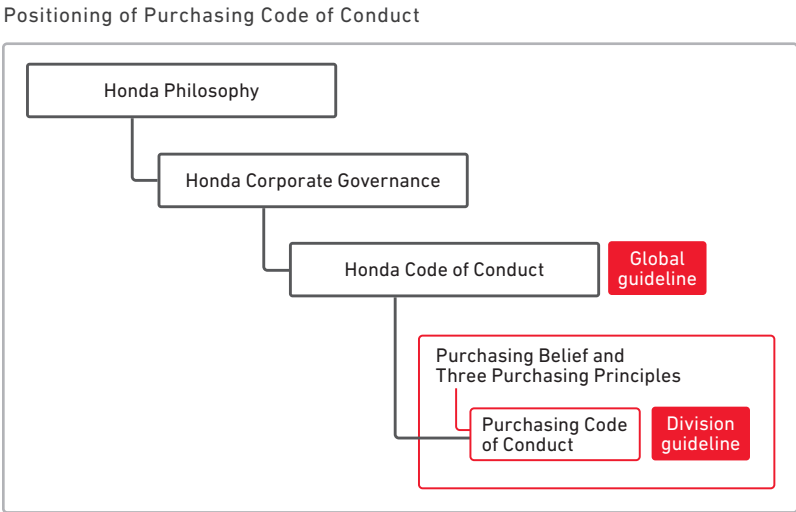 Positioning of Purchasing Code of Conduct
Honda Philosophy
Honda Corporate Governance
Honda Code of Conduct
Global
guideline
Purchasing Belief and
Three Purchasing Principles
Purchasing Code
of Conduct
Division
guideline